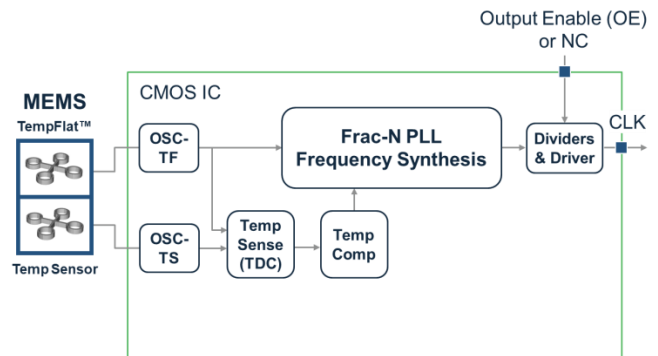 Output Enable (OE)
or NC
MEMS
TempFlat™
CMOS IC
CLK
OSC-
TF
Frac-N PLL
Frequency Synthesis
Dividers
& Driver
OSC-
TS
Temp
Sense
(TDC)
Temp
Comp
Temp Sensor